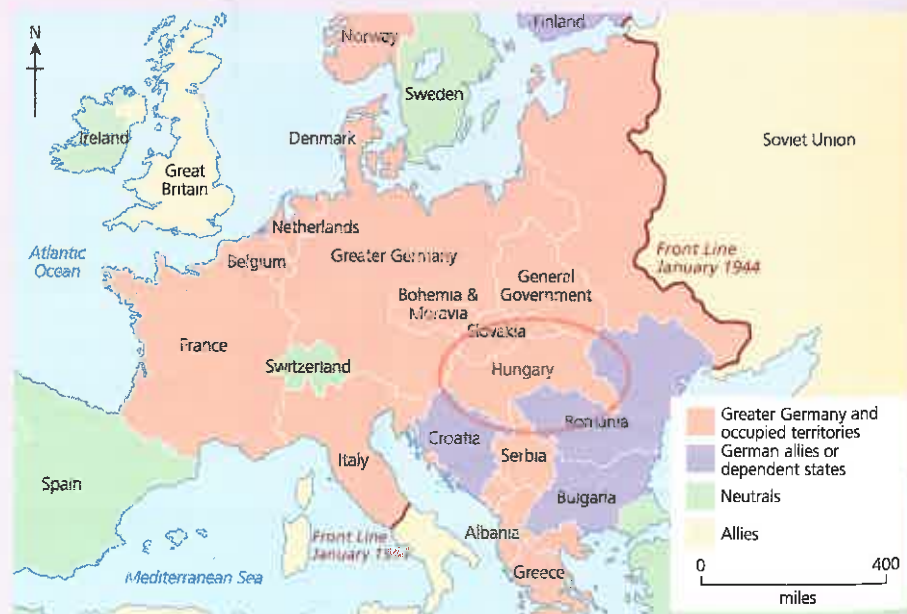 N
Norway
Finland
Sweden
Denmark
Ireland
Great
Britain
Soviet Union
Netherlands
Atlantic
Ocean
Belgium
Greater Germany
Front Line
January 1944
General
Government
Bohemia &
Moravia
Slovakia
France
Switzerland
Hungary
Romania
Croatia
Serbia
Italy
Spain
Bulgaria
Albania
Front Line
January
Greece
Mediterranean Sea
Greater Germany and
occupied territories
German allies or
dependent states
Neutrals
Allies
0
400
miles